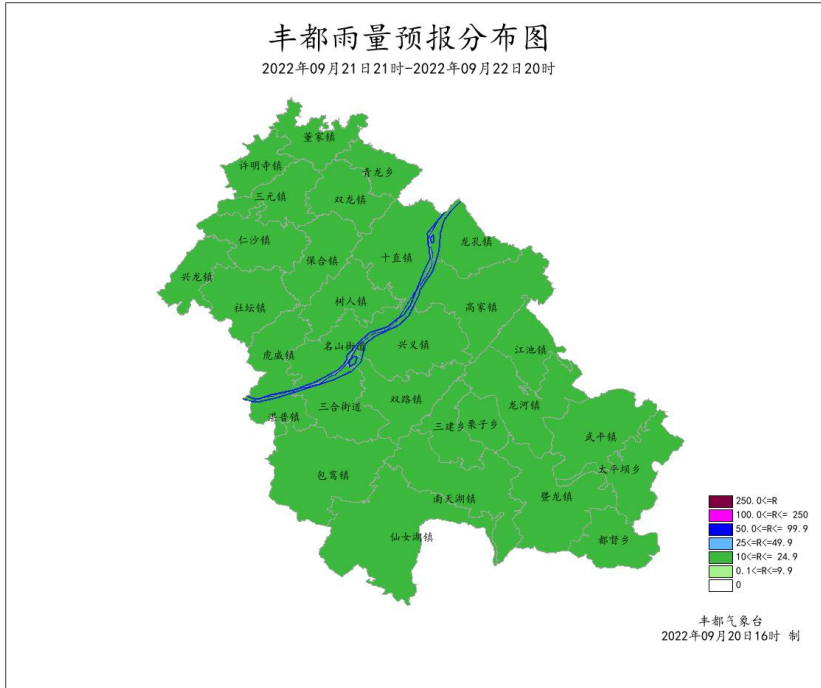 丰都雨量预报分布图
2022年09月21日21时-2022年09月22日20时
董家镇
许明寺镇
青龙乡
三元镇
双龙镇
仁沙镇
龙孔镇
保合镇
十直镇
兴龙镇
社坛镇
树人镇
高家镇
虎威镇
名山街道
兴义镇
江池镇
三合街道
双路镇
龙河镇
洪普镇
三建乡
栗子乡
武平镇
太平坝乡
包鸾镇
南天湖镇
暨龙镇
仙女湖镇
都督乡
250.0<=R
100.0<=R<= 250
50.0<=R<= 99.9
25<=R<=49.9
10<=R<= 24.9
0.1<=R<=9.9
0
丰都气象台
2022年09月20日16时 制